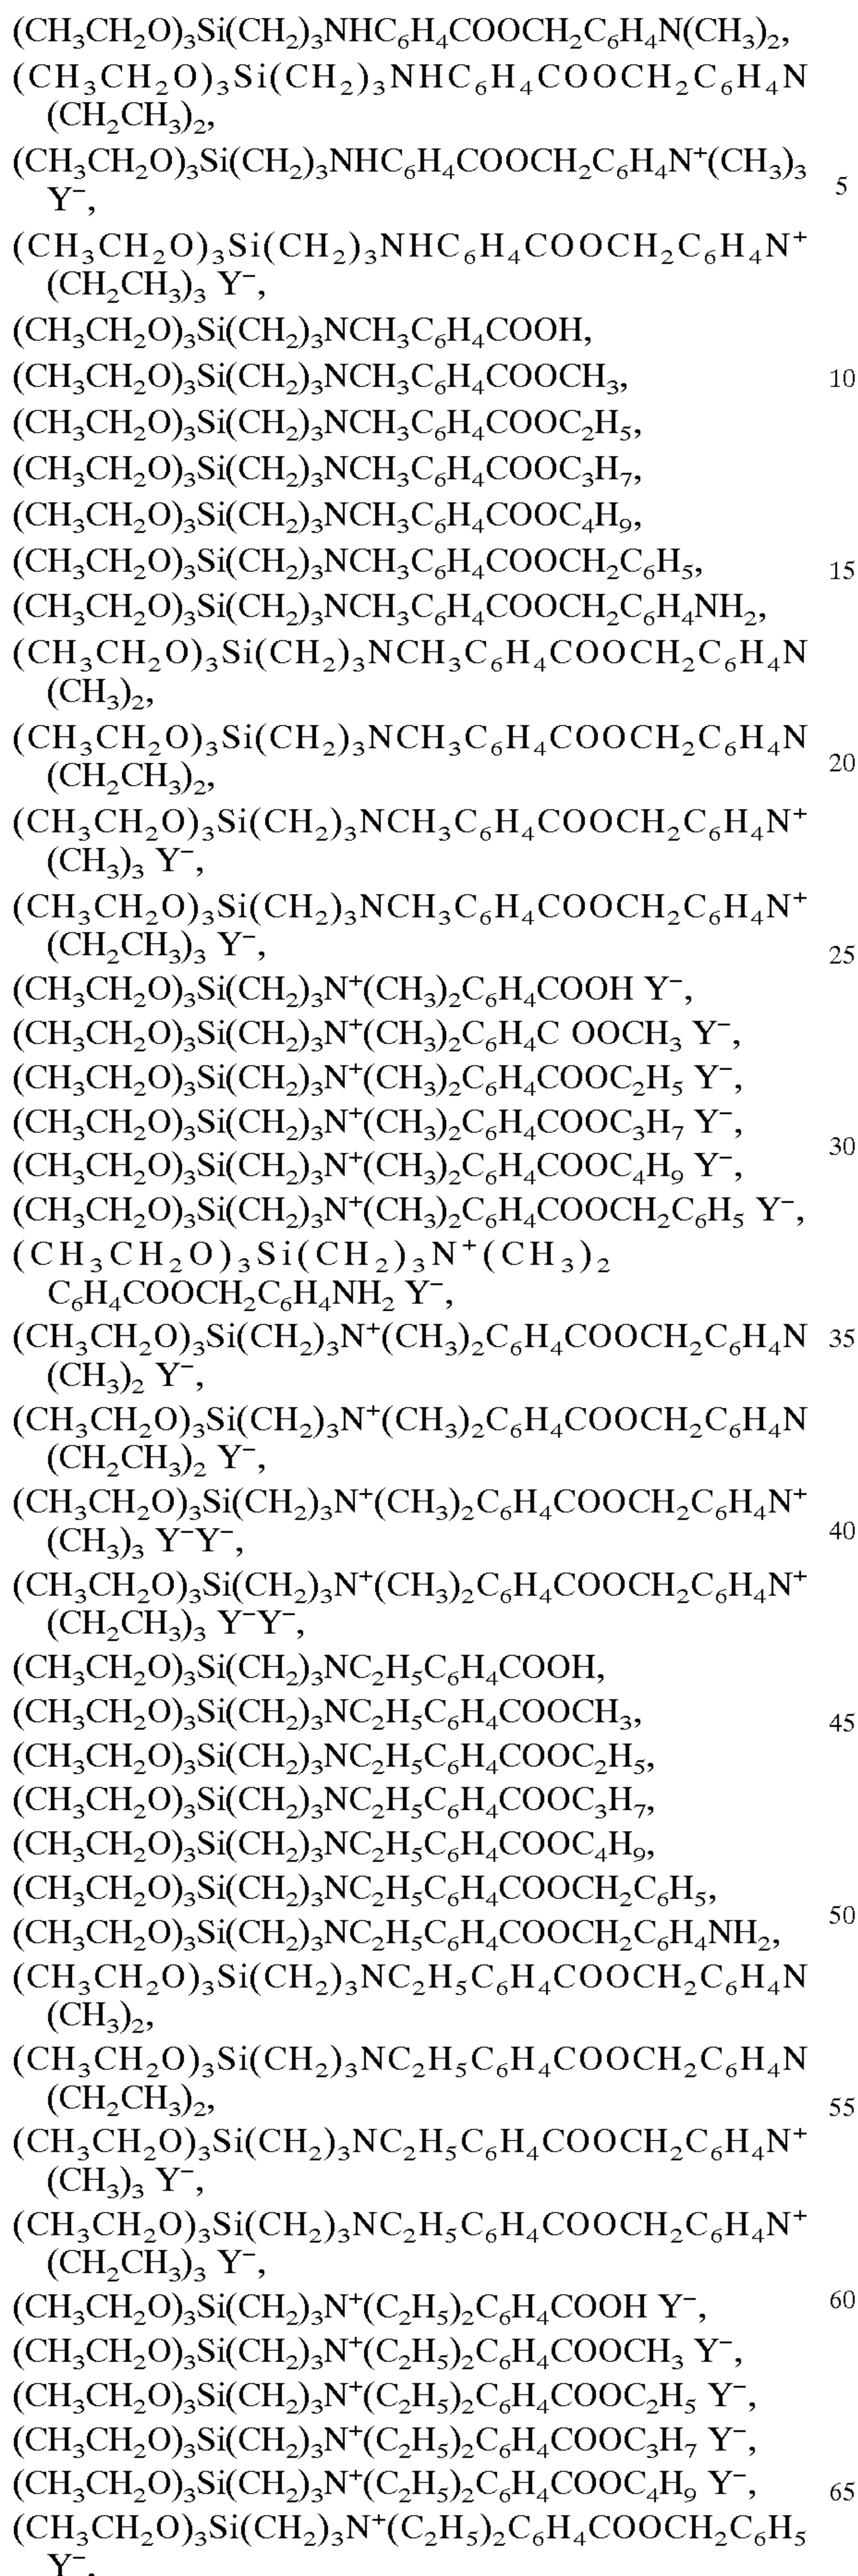 (CH₃CH₂O)₃Si(CH₂)₃NHC₆H₄COOCH₂C₆H₄N(CH₃)₂,
(CH₃CH₂O)₃Si(CH₂)₃NHC₆H₄COOCH₂C₆H₄N
(CH₂CH₃)₂,
(CH₃CH₂O)₃Si(CH₂)₃NHC₆H₄COOCH₂C₆H₄N⁺(CH₃)₃
Y⁻, 5
(CH₃CH₂O)₃Si(CH₂)₃NHC₆H₄COOCH₂C₆H₄N⁺
(CH₂CH₃)₃ Y⁻,
(CH₃CH₂O)₃Si(CH₂)₃NCH₃C₆H₄COOH,
(CH₃CH₂O)₃Si(CH₂)₃NCH₃C₆H₄COOCH₃, 10
(CH₃CH₂O)₃Si(CH₂)₃NCH₃C₆H₄COOC₂H₅,
(CH₃CH₂O)₃Si(CH₂)₃NCH₃C₆H₄COOC₃H₇,
(CH₃CH₂O)₃Si(CH₂)₃NCH₃C₆H₄COOC₄H₉,
(CH₃CH₂O)₃Si(CH₂)₃NCH₃C₆H₄COOCH₂C₆H₅, 15
(CH₃CH₂O)₃Si(CH₂)₃NCH₃C₆H₄COOCH₂C₆H₄NH₂,
(CH₃CH₂O)₃Si(CH₂)₃NCH₃C₆H₄COOCH₂C₆H₄N
(CH₃)₂,
(CH₃CH₂O)₃Si(CH₂)₃NCH₃C₆H₄COOCH₂C₆H₄N
(CH₂CH₃)₂, 20
(CH₃CH₂O)₃Si(CH₂)₃NCH₃C₆H₄COOCH₂C₆H₄N⁺
(CH₃)₃ Y⁻,
(CH₃CH₂O)₃Si(CH₂)₃NCH₃C₆H₄COOCH₂C₆H₄N⁺
(CH₂CH₃)₃ Y⁻, 25
(CH₃CH₂O)₃Si(CH₂)₃N⁺(CH₃)₂C₆H₄COOH Y⁻,
(CH₃CH₂O)₃Si(CH₂)₃N⁺(CH₃)₂C₆H₄C OOCH₃ Y⁻,
(CH₃CH₂O)₃Si(CH₂)₃N⁺(CH₃)₂C₆H₄COOC₂H₅ Y⁻,
(CH₃CH₂O)₃Si(CH₂)₃N⁺(CH₃)₂C₆H₄COOC₃H₇ Y⁻, 30
(CH₃CH₂O)₃Si(CH₂)₃N⁺(CH₃)₂C₆H₄COOC₄H₉ Y⁻,
(CH₃CH₂O)₃Si(CH₂)₃N⁺(CH₃)₂C₆H₄COOCH₂C₆H₅ Y⁻,
(CH₃CH₂O)₃Si(CH₂)₃N⁺(CH₃)₂
C₆H₄COOCH₂C₆H₄NH₂ Y⁻,
(CH₃CH₂O)₃Si(CH₂)₃N⁺(CH₃)₂C₆H₄COOCH₂C₆H₄N 35
(CH₃)₂ Y⁻,
(CH₃CH₂O)₃Si(CH₂)₃N⁺(CH₃)₂C₆H₄COOCH₂C₆H₄N
(CH₂CH₃)₂ Y⁻,
(CH₃CH₂O)₃Si(CH₂)₃N⁺(CH₃)₂C₆H₄COOCH₂C₆H₄N⁺
(CH₃)₃ Y⁻Y⁻, 40
(CH₃CH₂O)₃Si(CH₂)₃N⁺(CH₃)₂C₆H₄COOCH₂C₆H₄N⁺
(CH₂CH₃)₃ Y⁻Y⁻,
(CH₃CH₂O)₃Si(CH₂)₃NC₂H₅C₆H₄COOH,
(CH₃CH₂O)₃Si(CH₂)₃NC₂H₅C₆H₄COOCH₃, 45
(CH₃CH₂O)₃Si(CH₂)₃NC₂H₅C₆H₄COOC₂H₅,
(CH₃CH₂O)₃Si(CH₂)₃NC₂H₅C₆H₄COOC₃H₇,
(CH₃CH₂O)₃Si(CH₂)₃NC₂H₅C₆H₄COOC₄H₉,
(CH₃CH₂O)₃Si(CH₂)₃NC₂H₅C₆H₄COOCH₂C₆H₅,
(CH₃CH₂O)₃Si(CH₂)₃NC₂H₅C₆H₄COOCH₂C₆H₄NH₂, 50
(CH₃CH₂O)₃Si(CH₂)₃NC₂H₅C₆H₄COOCH₂C₆H₄N
(CH₃)₂,
(CH₃CH₂O)₃Si(CH₂)₃NC₂H₅C₆H₄COOCH₂C₆H₄N
(CH₂CH₃)₂, 55
(CH₃CH₂O)₃Si(CH₂)₃NC₂H₅C₆H₄COOCH₂C₆H₄N⁺
(CH₃)₃ Y⁻,
(CH₃CH₂O)₃Si(CH₂)₃NC₂H₅C₆H₄COOCH₂C₆H₄N⁺
(CH₂CH₃)₃ Y⁻,
(CH₃CH₂O)₃Si(CH₂)₃N⁺(C₂H₅)₂C₆H₄COOH Y⁻, 60
(CH₃CH₂O)₃Si(CH₂)₃N⁺(C₂H₅)₂C₆H₄COOCH₃ Y⁻,
(CH₃CH₂O)₃Si(CH₂)₃N⁺(C₂H₅)₂C₆H₄COOC₂H₅ Y⁻,
(CH₃CH₂O)₃Si(CH₂)₃N⁺(C₂H₅)₂C₆H₄COOC₃H₇ Y⁻,
(CH₃CH₂O)₃Si(CH₂)₃N⁺(C₂H₅)₂C₆H₄COOC₄H₉ Y⁻, 65
(CH₃CH₂O)₃Si(CH₂)₃N⁺(C₂H₅)₂C₆H₄COOCH₂C₆H₅
Y⁻,